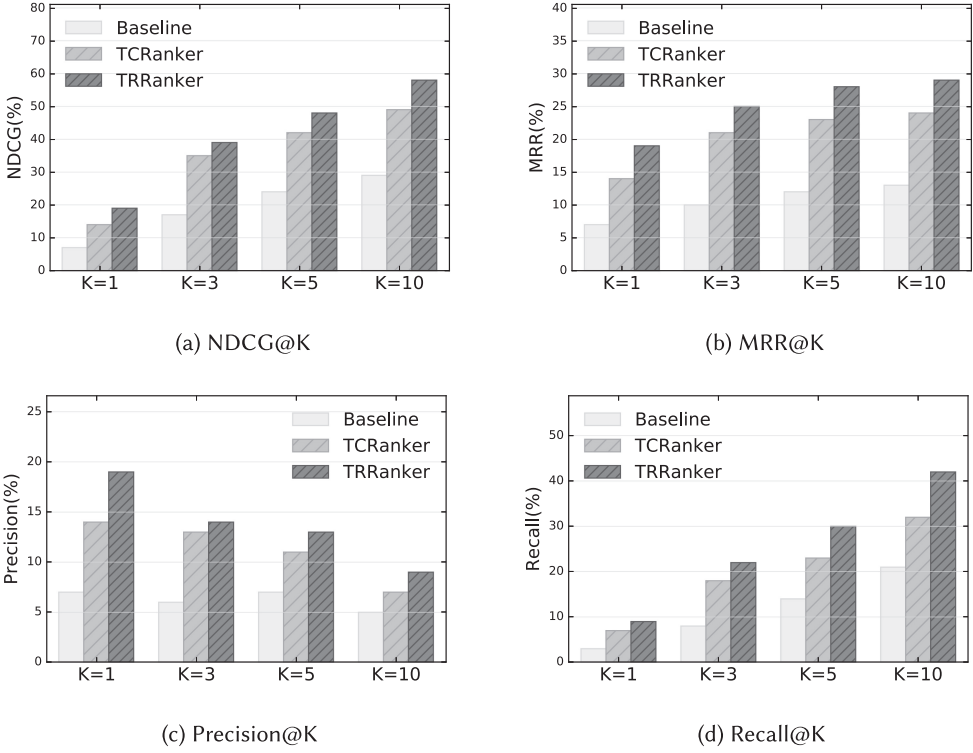 80
70
60
50
40
30
20
10
0
NDCG(%)
Baseline
TCRanker
TRRanker
K=1 K=3 K=5 K=10
(a) NDCG@K
40
35
30
25
20
15
10
5
0
MRR(%)
Baseline
TCRanker
TRRanker
K=1 K=3 K=5 K=10
(b) MRR@K
25
20
15
10
5
0
Precision(%)
Baseline
TCRanker
TRRanker
K=1 K=3 K=5 K=10
(c) Precision@K
50
40
30
20
10
0
Recall(%)
Baseline
TCRanker
TRRanker
K=1 K=3 K=5 K=10
(d) Recall@K